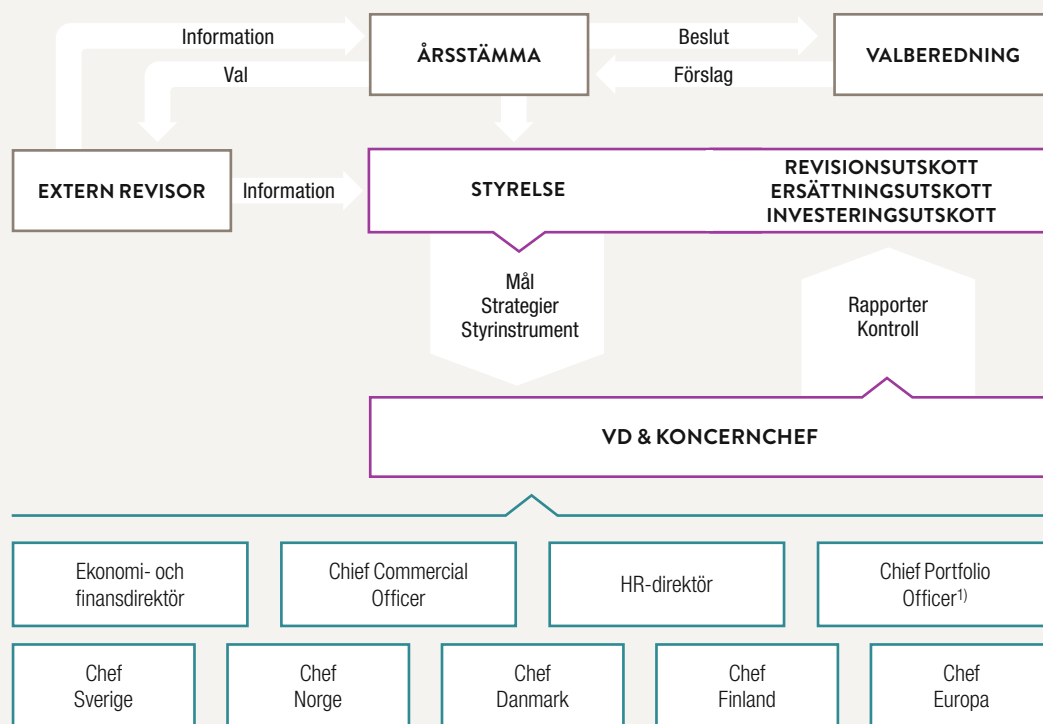 Information
Val
ÅRSSTÄMMA
Beslut
Förslag
VALBEREDNING
EXTERN REVISOR
Information
STYRELSE
REVISIONSUTSKOTT
ERSÄTTNINGSUTSKOTT
INVESTERINGSUTSKOTT
Mål
Strategier
Styrinstrument
Rapporter
Kontroll
VD & KONCERNCHEF
Ekonomi- och
finansdirektör
Chief Commercial
Officer
HR-direktör
Chief Portfolio
Officer¹⁾
Chef
Sverige
Chef
Norge
Chef
Danmark
Chef
Finland
Chef
Europa